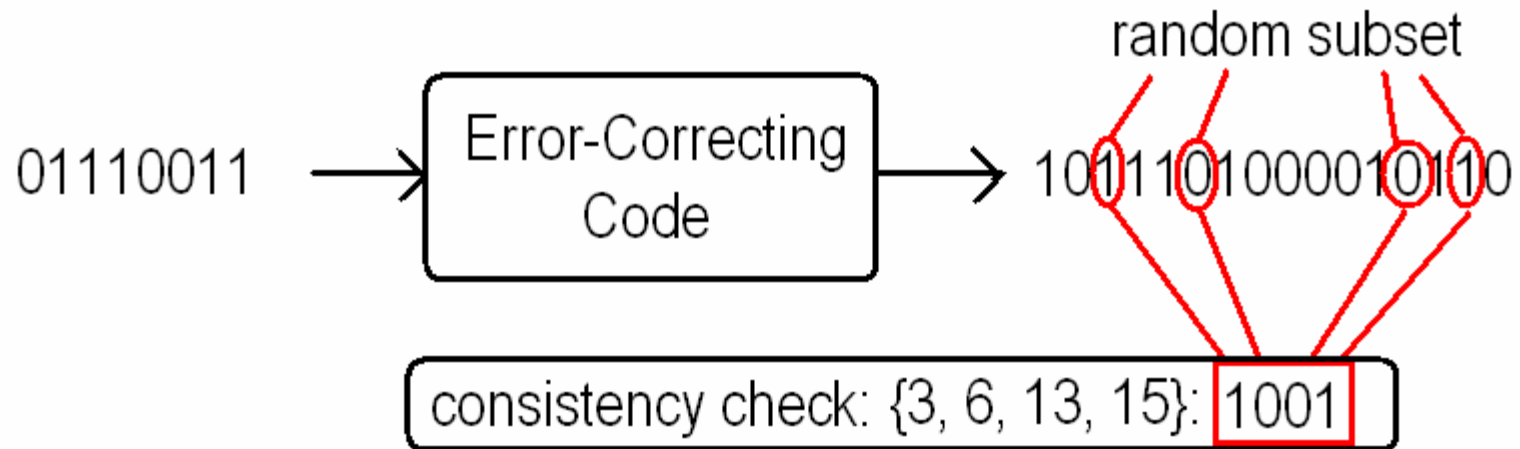 random subset
01110011
Error-Correcting
Code
1011101000010110
consistency check: {3, 6, 13, 15}: 1001